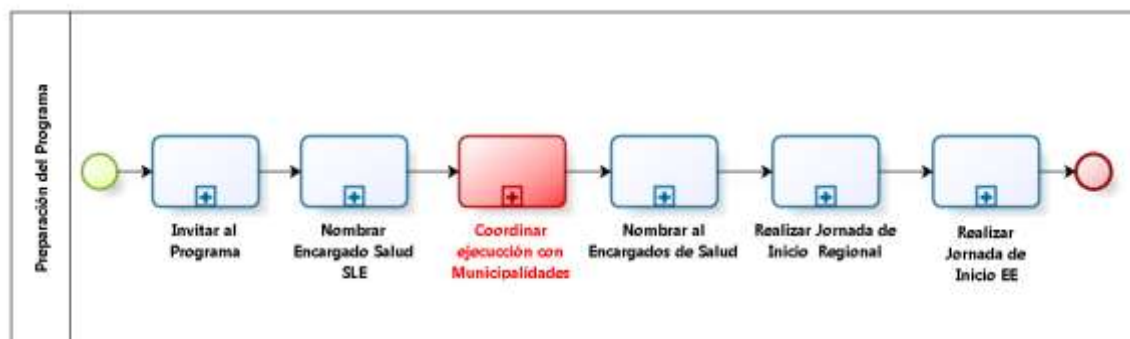 Preparación del Programa
Invitar al
Programa
Nombrar
Encargado Salud
SLE
Coordinar
ejecución con
Municipalidades
Nombrar al
Encargados de Salud
Realizar Jornada de
Inicio Regional
Realizar
Jornada de
Inicio EE